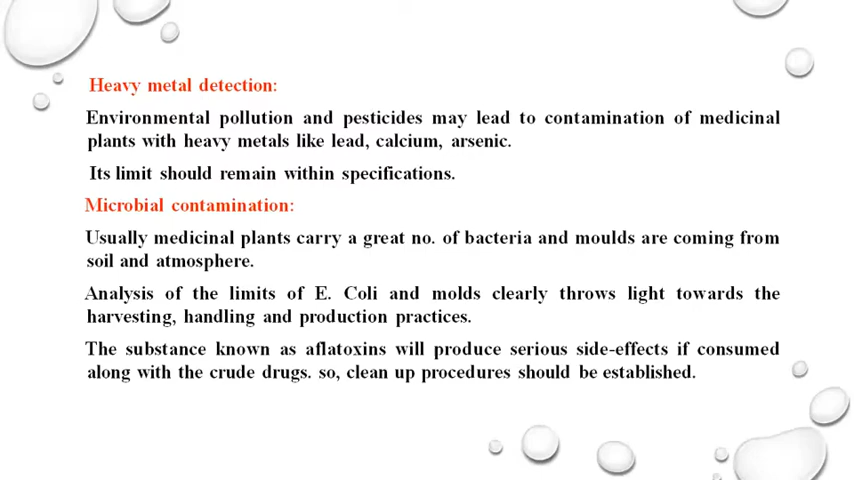 Heavy metal detection:
Environmental pollution and pesticides may lead to contamination of medicinal
plants with heavy metals like lead, calcium, arsenic.
Its limit should remain within specifications.
Microbial contamination:
Usually medicinal plants carry a great no. of bacteria and moulds are coming from
soil and atmosphere.
Analysis of the limits of E. Coli and molds clearly throws light towards the
harvesting, handling and production practices.
The substance known as aflatoxins will produce serious side-effects if consumed
along with the crude drugs. so, clean up procedures should be established.